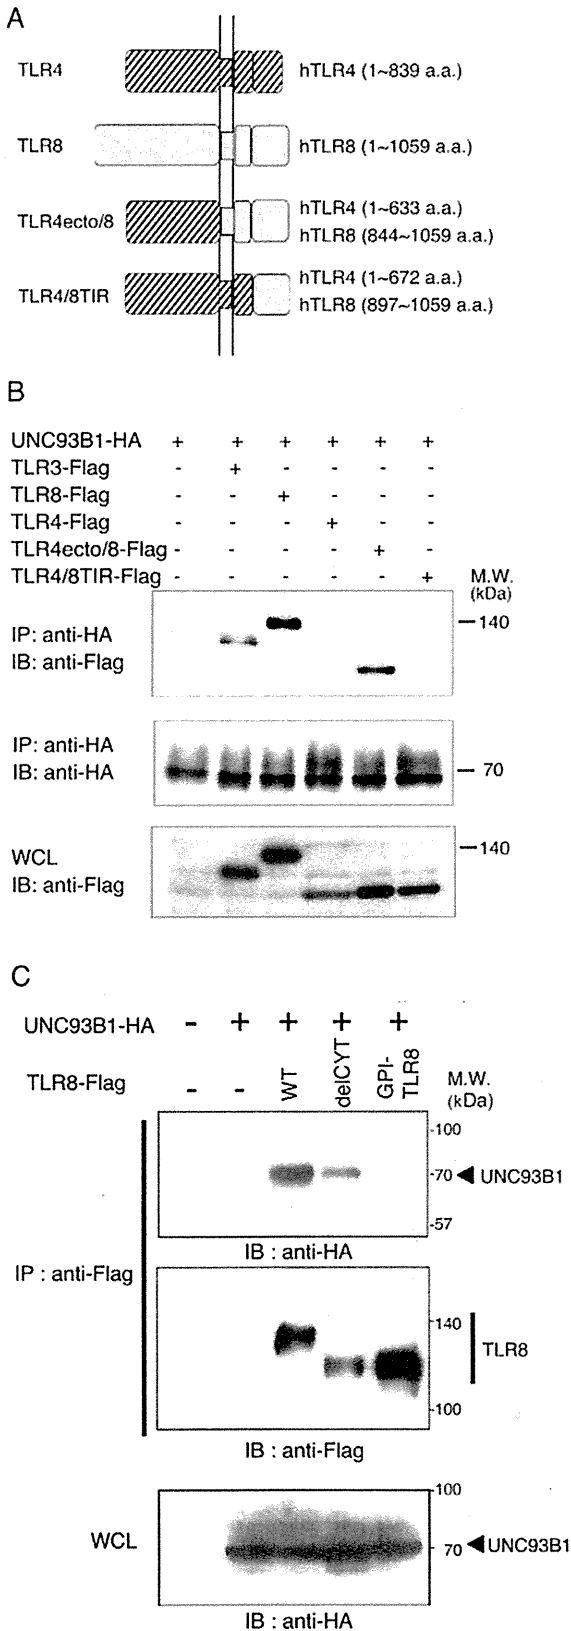 A
TLR4 hTLR4 (1~839 a.a.)
TLR8 hTLR8 (1~1059 a.a.)
TLR4ecto/8 hTLR4 (1~633 a.a.)
hTLR8 (844~1059 a.a.)
TLR4/8TIR hTLR4 (1~672 a.a.)
hTLR8 (897~1059 a.a.)
B
UNC93B1-HA + + + + + +
TLR3-Flag - + - - - -
TLR8-Flag - - + - - -
TLR4-Flag - - - + - -
TLR4ecto/8-Flag - - - - + -
TLR4/8TIR-Flag - - - - - +
M.W.
(kDa)
IP: anti-HA
IB: anti-Flag
140
IP: anti-HA
IB: anti-HA
70
WCL
IB: anti-Flag
140
C
UNC93B1-HA - + + + +
TLR8-Flag - - WT delCYT GPI-TLR8
M.W.
(kDa)
-100
-70 UNC93B1
-57
IB : anti-HA
IP : anti-Flag
140
TLR8
-100
IB : anti-Flag
100
WCL
70 UNC93B1
IB : anti-HA